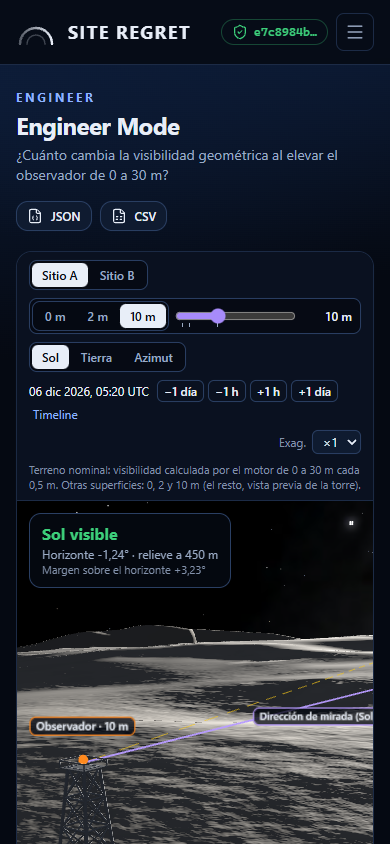 SITE REGRET
e7c8984b...
ENGINEER
Engineer Mode
¿Cuánto cambia la visibilidad geométrica al elevar el
observador de 0 a 30 m?
JSON
CSV
Sitio A
Sitio B
0 m
2 m
10 m
10 m
Sol
Tierra
Azimut
06 dic 2026, 05:20 UTC
−1 día
−1 h
+1 h
+1 día
Timeline
Exag.
×1
Terreno nominal: visibilidad calculada por el motor de 0 a 30 m cada
0,5 m. Otras superficies: 0, 2 y 10 m (el resto, vista previa de la torre).
Sol visible
Horizonte -1,24° · relieve a 450 m
Margen sobre el horizonte +3,23°
Dirección de mirada (Sol
Observador · 10 m